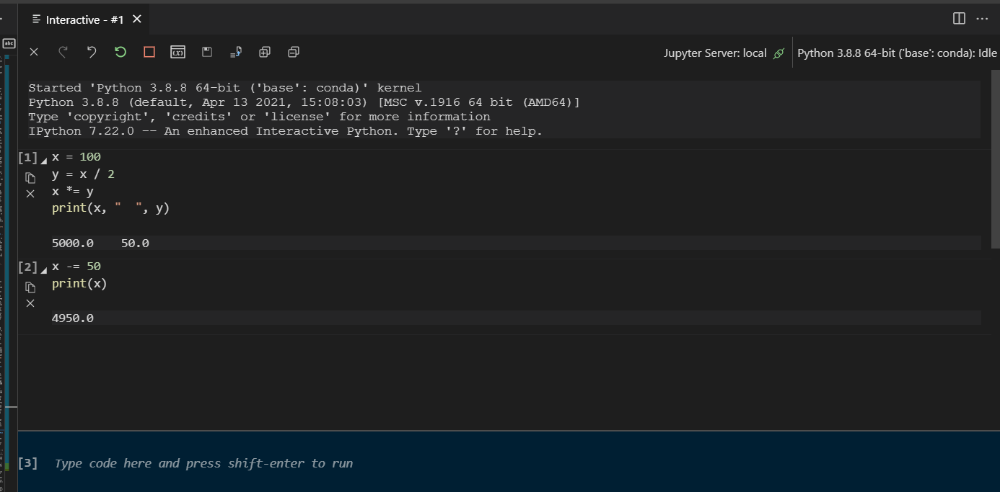 Interactive - #1
abc
(x)
Jupyter Server: local
Python 3.8.8 64-bit ('base': conda): Idle
Started 'Python 3.8.8 64-bit ('base': conda)' kernel
Python 3.8.8 (default, Apr 13 2021, 15:08:03) [MSC v.1916 64 bit (AMD64)]
Type 'copyright', 'credits' or 'license' for more information
IPython 7.22.0 -- An enhanced Interactive Python. Type '?' for help.
[1] x = 100
y = x / 2
x *= y
print(x, "  ", y)
5000.0    50.0
[2] x -= 50
print(x)
4950.0
[3] Type code here and press shift-enter to run